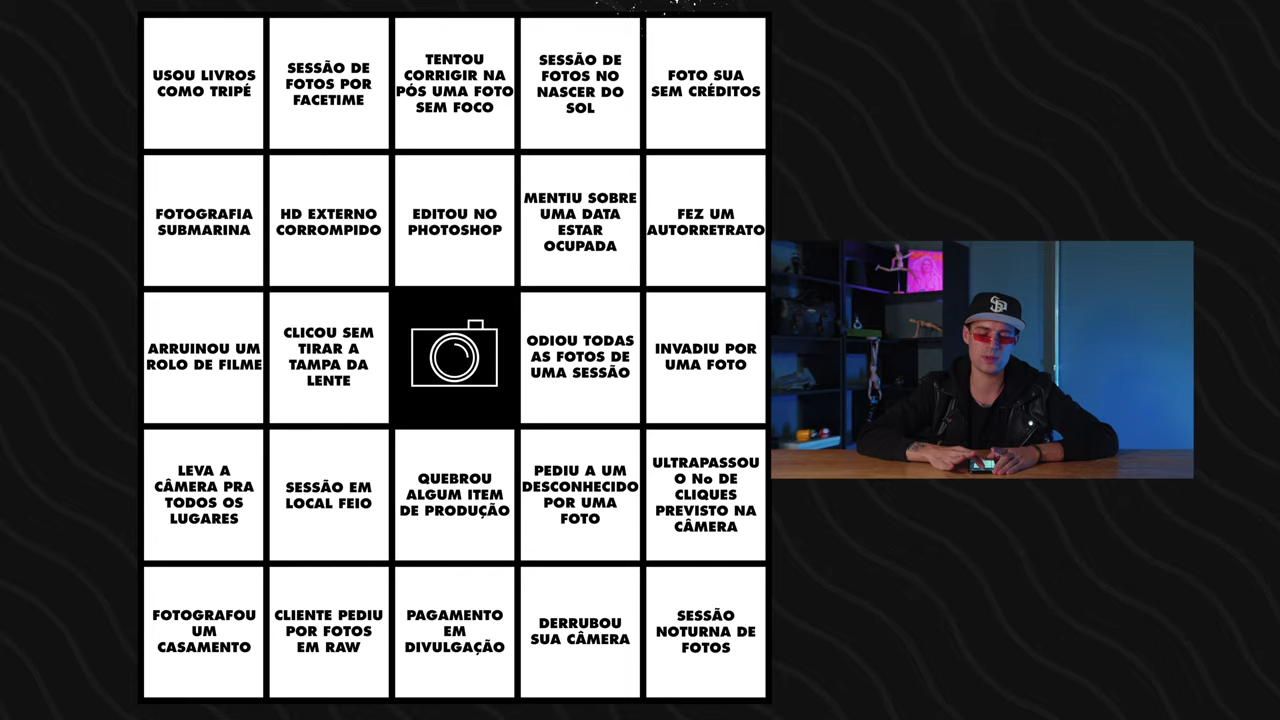 USOU LIVROS
COMO TRIPÉ
SESSÃO DE
FOTOS POR
FACETIME
TENTOU
CORRIGIR NA
PÓS UMA FOTO
SEM FOCO
SESSÃO DE
FOTOS NO
NASCER DO
SOL
FOTO SUA
SEM CRÉDITOS
FOTOGRAFIA
SUBMARINA
HD EXTERNO
CORROMPIDO
EDITOU NO
PHOTOSHOP
MENTIU SOBRE
UMA DATA
ESTAR
OCUPADA
FEZ UM
AUTORRETRATO
ARRUINOU UM
ROLO DE FILME
CLICOU SEM
TIRAR A
TAMPA DA
LENTE
ODIOU TODAS
AS FOTOS DE
UMA SESSÃO
INVADIU POR
UMA FOTO
LEVA A
CÂMERA PRA
TODOS OS
LUGARES
SESSÃO EM
LOCAL FEIO
QUEBROU
ALGUM ITEM
DE PRODUÇÃO
PEDIU A UM
DESCONHECIDO
POR UMA
FOTO
ULTRAPASSOU
O No DE
CLIQUES
PREVISTO NA
CÂMERA
FOTOGRAFOU
UM
CASAMENTO
CLIENTE PEDIU
POR FOTOS
EM RAW
PAGAMENTO
EM
DIVULGAÇÃO
DERRUBOU
SUA CÂMERA
SESSÃO
NOTURNA DE
FOTOS